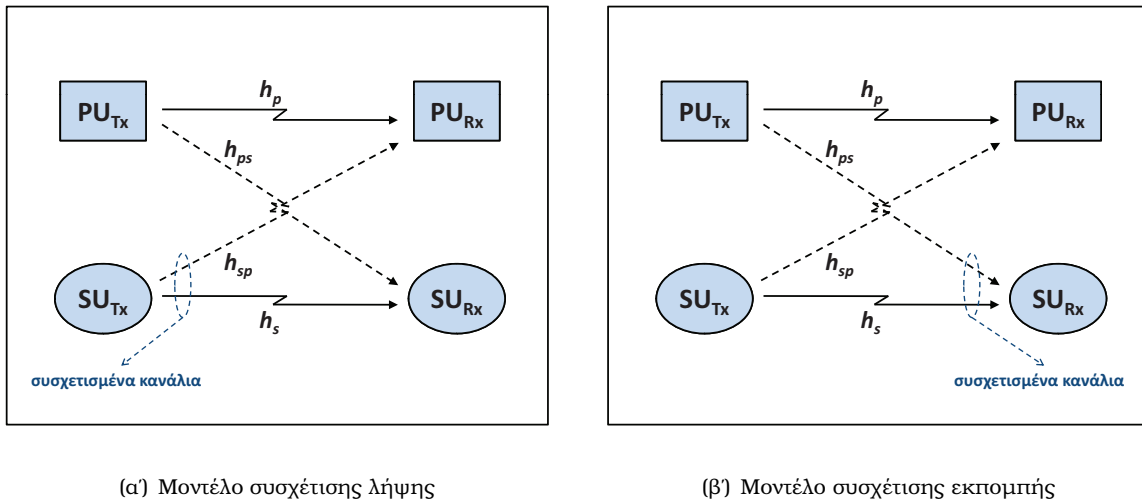 PU_Tx h_p PU_Rx
h_ps
h_sp
SU_Tx h_s SU_Rx
συσχετισμένα κανάλια
(α΄) Μοντέλο συσχέτισης λήψης
PU_Tx h_p PU_Rx
h_ps
h_sp
SU_Tx h_s SU_Rx
συσχετισμένα κανάλια
(β΄) Μοντέλο συσχέτισης εκπομπής